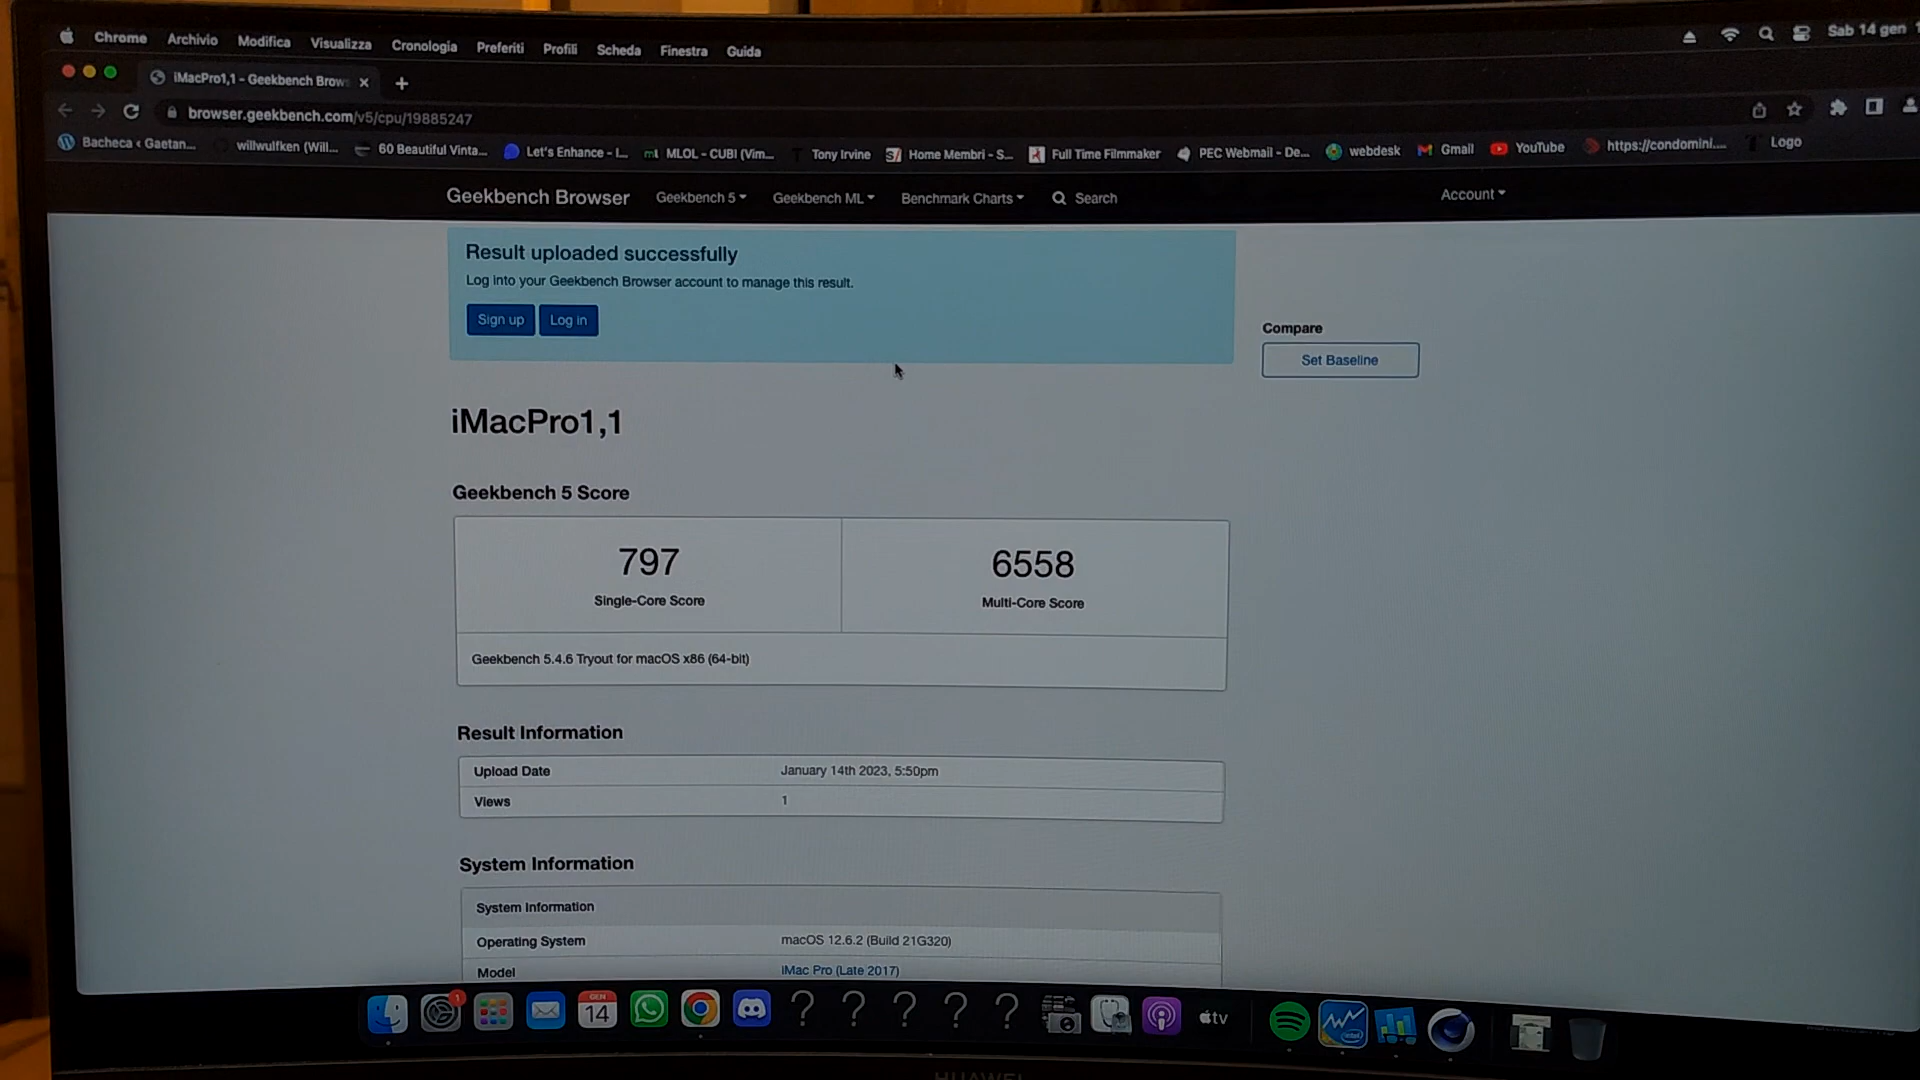 Chrome Archivio Modifica Visualizza Cronologia Preferiti Profili Scheda Finestra Guida Sab 14 gen
iMacPro1,1 - Geekbench Brow
browser.geekbench.com/v5/cpu/19885247
Bacheca ‹ Gaetan... willwulfken (Will... 60 Beautiful Vinta... Let's Enhance – I... MLOL - CUBI (Vim... Tony Irvine Home Membri - S... Full Time Filmmaker PEC Webmail - De... webdesk Gmail YouTube https://condomini.... Logo
Geekbench Browser Geekbench 5 Geekbench ML Benchmark Charts Search Account
Result uploaded successfully
Log into your Geekbench Browser account to manage this result.
Sign up Log in
Compare
Set Baseline
iMacPro1,1
Geekbench 5 Score
797 6558
Single-Core Score Multi-Core Score
Geekbench 5.4.6 Tryout for macOS x86 (64-bit)
Result Information
Upload Date January 14th 2023, 5:50pm
Views 1
System Information
System Information
Operating System macOS 12.6.2 (Build 21G320)
Model iMac Pro (Late 2017)
1 GEN 14 ? ? ? ? ? tv intel
HUAWEI